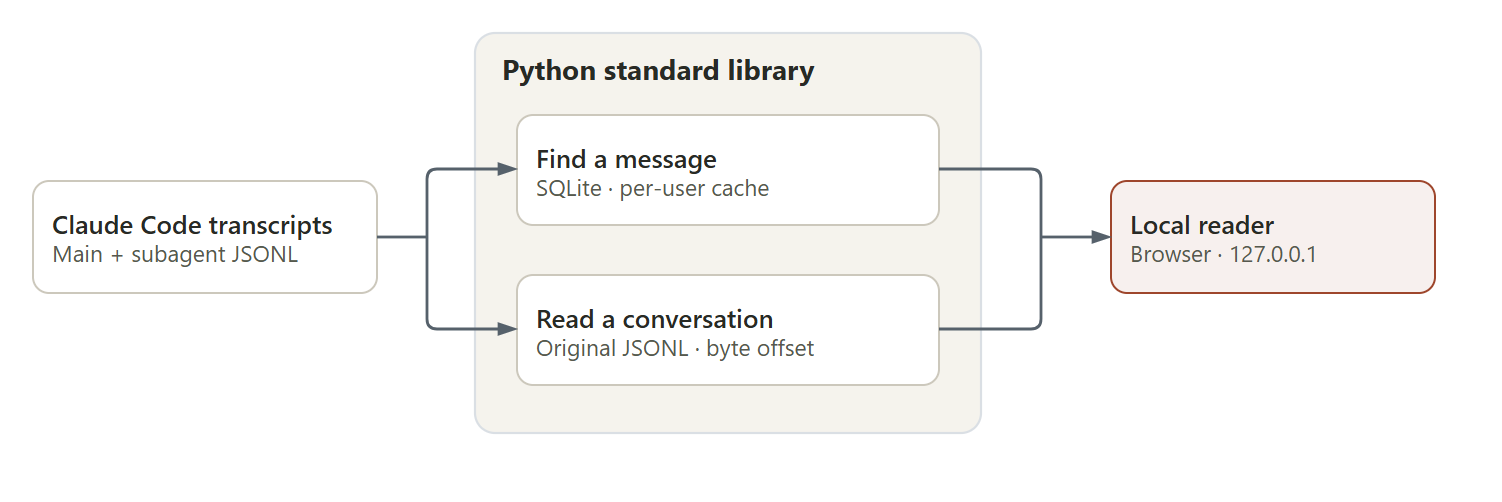 Python standard library
Find a message
SQLite · per-user cache
Claude Code transcripts
Main + subagent JSONL
Local reader
Browser · 127.0.0.1
Read a conversation
Original JSONL · byte offset